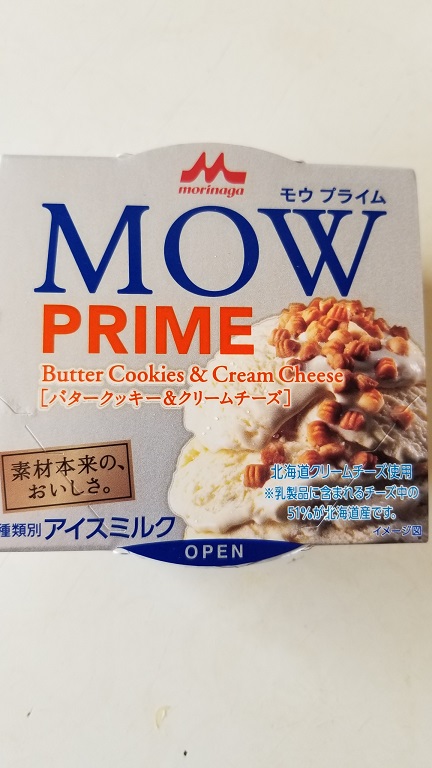 morinaga
モウ プライム
MOW
PRIME
Butter Cookies & Cream Cheese
[バタークッキー&クリームチーズ]
素材本来の、
おいしさ。
北海道クリームチーズ使用
※乳製品に含まれるチーズ中の
51%が北海道産です。
種類別 アイスミルク
イメージ図
OPEN